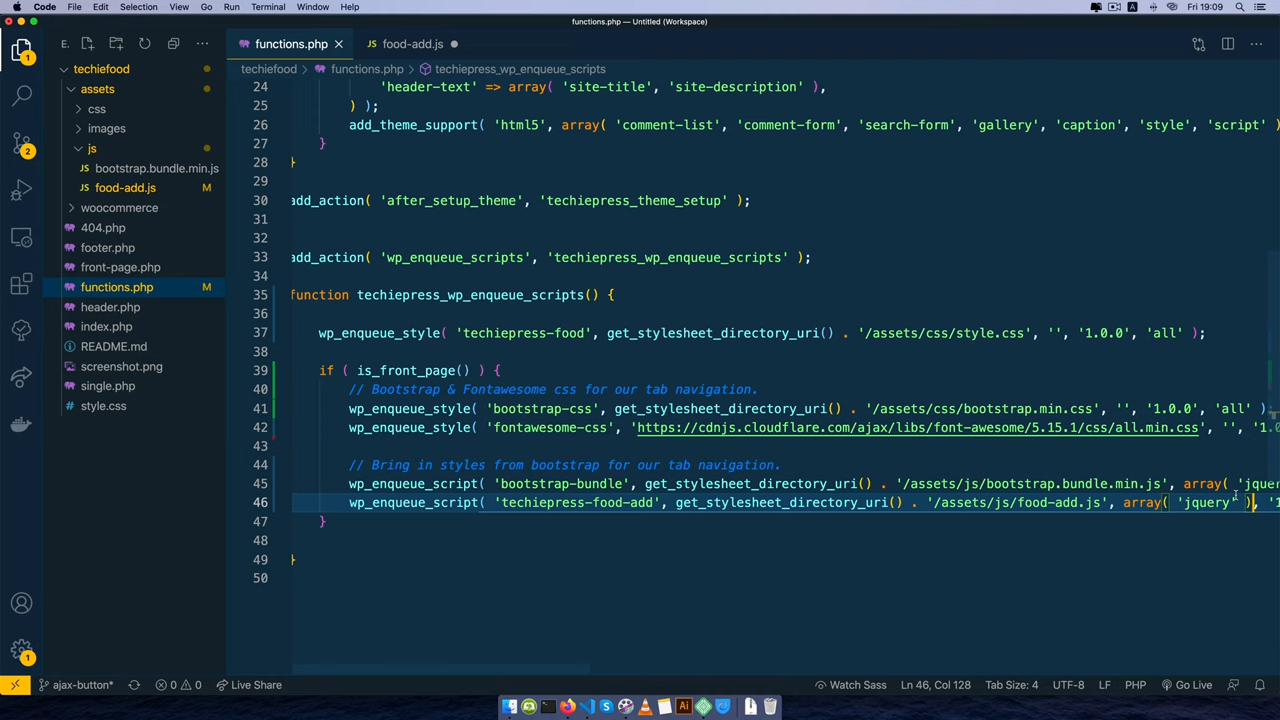 Code File Edit Selection View Go Run Terminal Window Help
A Fri 19:09
functions.php — Untitled (Workspace)
E.
functions.php
food-add.js
1
techiefood
techiefood > functions.php > techiepress_wp_enqueue_scripts
assets
css
images
js
bootstrap.bundle.min.js
food-add.js M
woocommerce
404.php
footer.php
front-page.php
functions.php M
header.php
index.php
README.md
screenshot.png
single.php
style.css
2
1
24 'header-text' => array( 'site-title', 'site-description' ),
25 ) );
26 add_theme_support( 'html5', array( 'comment-list', 'comment-form', 'search-form', 'gallery', 'caption', 'style', 'script' )
27 }
28 }
29
30 add_action( 'after_setup_theme', 'techiepress_theme_setup' );
31
32
33 add_action( 'wp_enqueue_scripts', 'techiepress_wp_enqueue_scripts' );
34
35 function techiepress_wp_enqueue_scripts() {
36
37 wp_enqueue_style( 'techiepress-food', get_stylesheet_directory_uri() . '/assets/css/style.css', '', '1.0.0', 'all' );
38
39 if ( is_front_page() ) {
40 // Bootstrap & Fontawesome css for our tab navigation.
41 wp_enqueue_style( 'bootstrap-css', get_stylesheet_directory_uri() . '/assets/css/bootstrap.min.css', '', '1.0.0', 'all' )
42 wp_enqueue_style( 'fontawesome-css', 'https://cdnjs.cloudflare.com/ajax/libs/font-awesome/5.15.1/css/all.min.css', '', '1.0
43
44 // Bring in styles from bootstrap for our tab navigation.
45 wp_enqueue_script( 'bootstrap-bundle', get_stylesheet_directory_uri() . '/assets/js/bootstrap.bundle.min.js', array( 'jquer
46 wp_enqueue_script( 'techiepress-food-add', get_stylesheet_directory_uri() . '/assets/js/food-add.js', array( 'jquery' ), '1
47 }
48
49 }
50
ajax-button* 0 0 Live Share
Watch Sass Ln 46, Col 128 Tab Size: 4 UTF-8 LF PHP Go Live